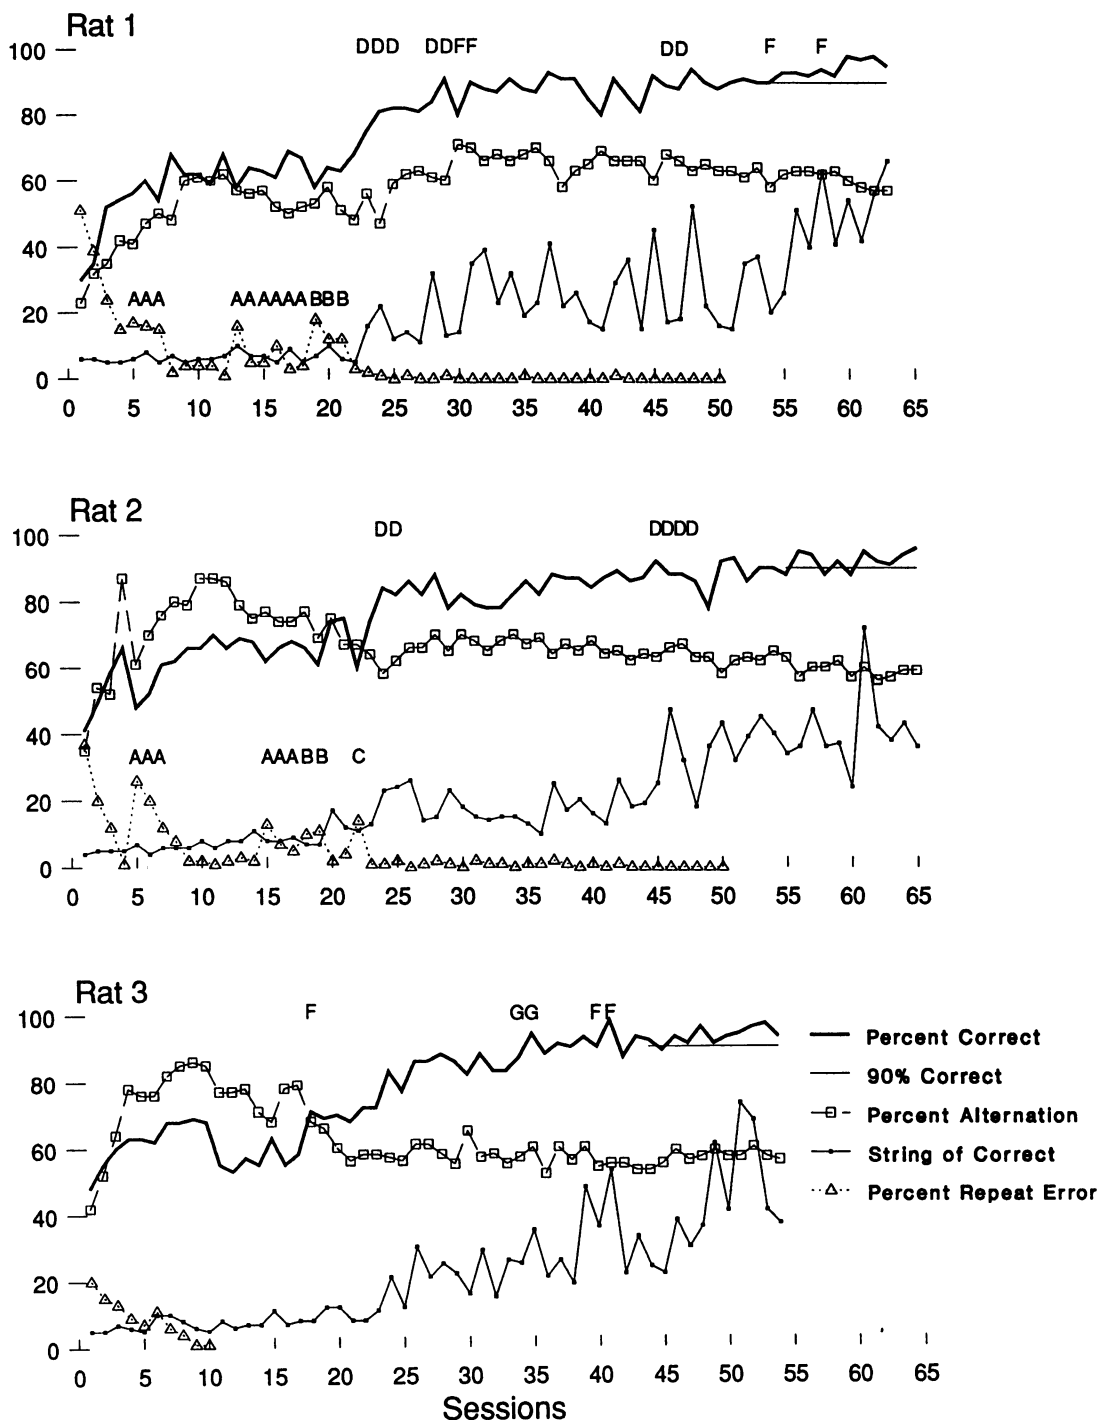 Rat 1
100
DDD DDFF DD F F
80
60
40
AAA AA AAAA BBB
20
0
0 5 10 15 20 25 30 35 40 45 50 55 60 65
Rat 2
100
DD DDDD
80
60
40
AAA AAABB C
20
0
0 5 10 15 20 25 30 35 40 45 50 55 60 65
Rat 3
100
F GG FF
80
60
40
20
0
Percent Correct
90% Correct
Percent Alternation
String of Correct
Percent Repeat Error
0 5 10 15 20 25 30 35 40 45 50 55 60 65
Sessions